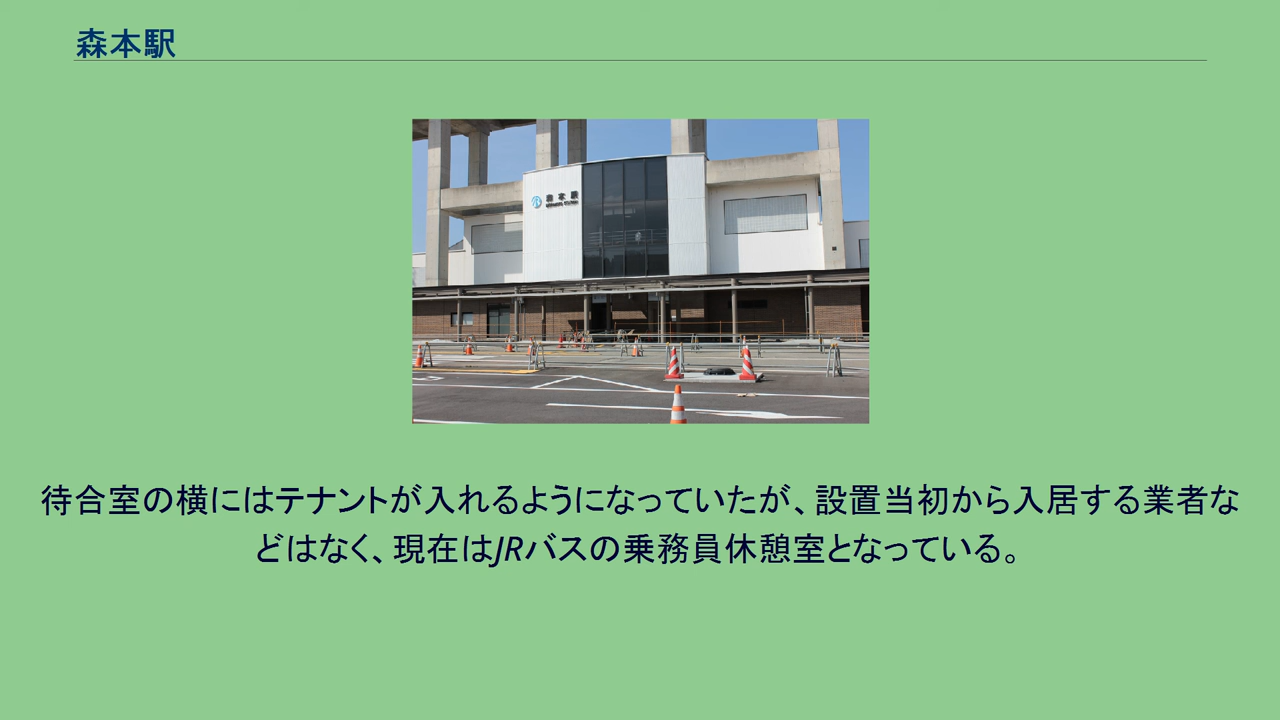 森本駅
森本駅
待合室の横にはテナントが入れるようになっていたが、設置当初から入居する業者な
どはなく、現在はJRバスの乗務員休憩室となっている。